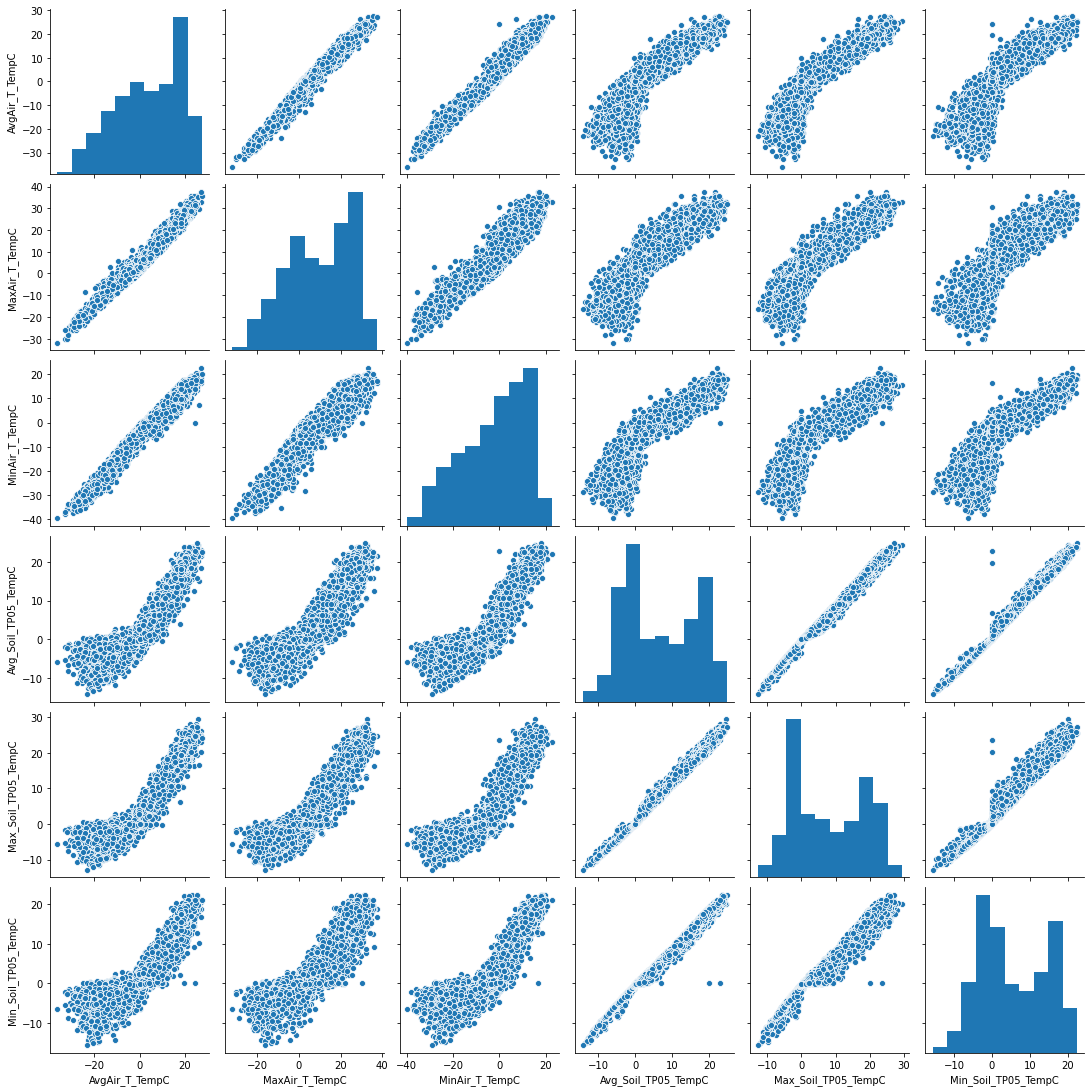 AvgAir_T_TempC
30
20
10
0
−10
−20
−30
MaxAir_T_TempC
40
30
20
10
0
−10
−20
−30
MinAir_T_TempC
20
10
0
−10
−20
−30
−40
Avg_Soil_TP05_TempC
20
10
0
−10
Max_Soil_TP05_TempC
30
20
10
0
−10
Min_Soil_TP05_TempC
20
10
0
−10
−20 0 20
AvgAir_T_TempC
−20 0 20 40
MaxAir_T_TempC
−40 −20 0 20
MinAir_T_TempC
−10 0 10 20
Avg_Soil_TP05_TempC
−10 0 10 20 30
Max_Soil_TP05_TempC
−10 0 10 20
Min_Soil_TP05_TempC